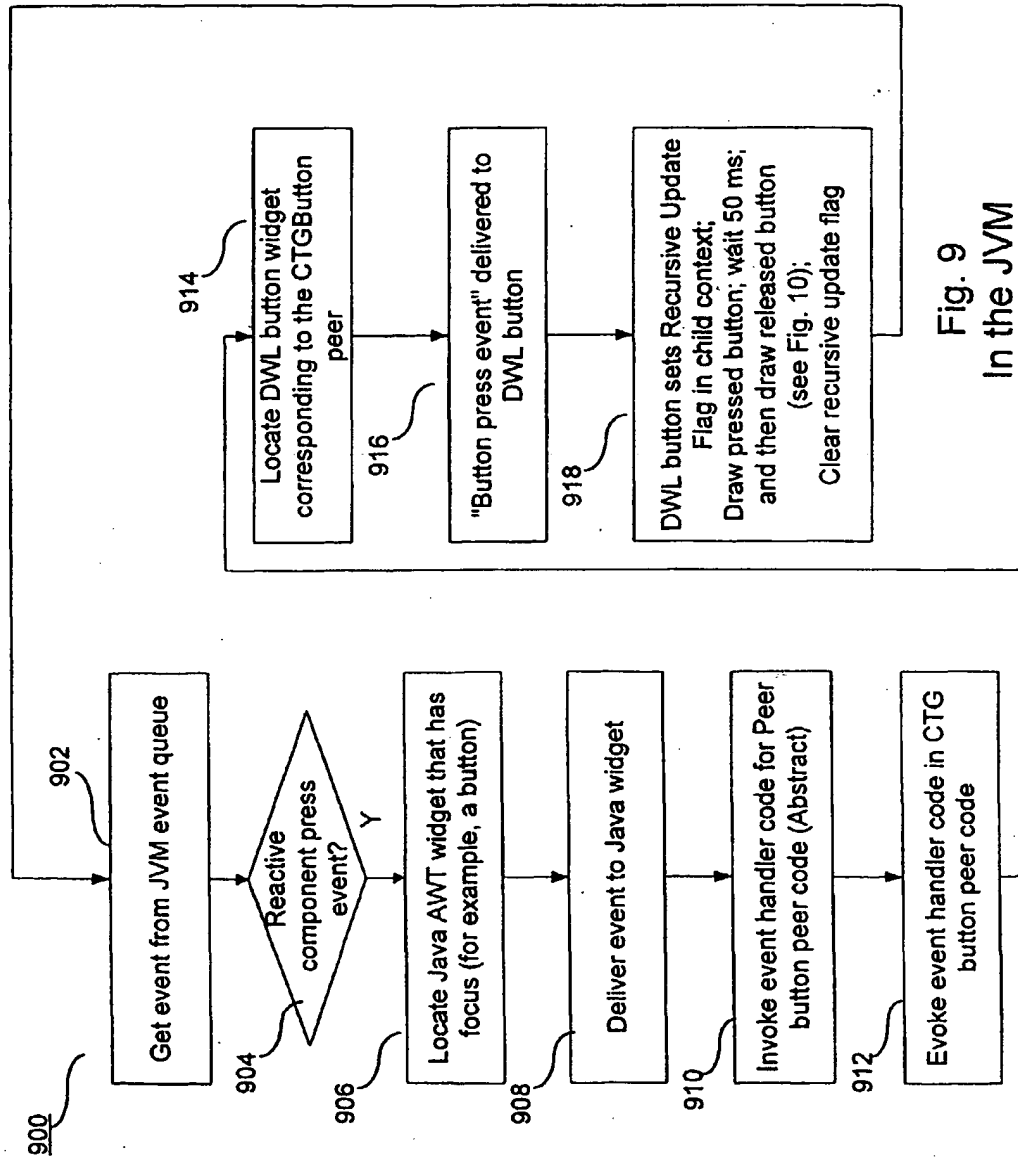 900
902
Get event from JVM event queue
904
Reactive
component press
event?
Y
906
Locate Java AWT widget that has
focus (for example, a button)
908
Deliver event to Java widget
910
Invoke event handler code for Peer
button peer code (Abstract)
912
Evoke event handler code in CTG
button peer code
914
Locate DWL button widget
corresponding to the CTGButton
peer
916
"Button press event" delivered to
DWL button
918
DWL button sets Recursive Update
Flag in child context;
Draw pressed button; wait 50 ms;
and then draw released button
(see Fig. 10);
Clear recursive update flag
Fig. 9
In the JVM